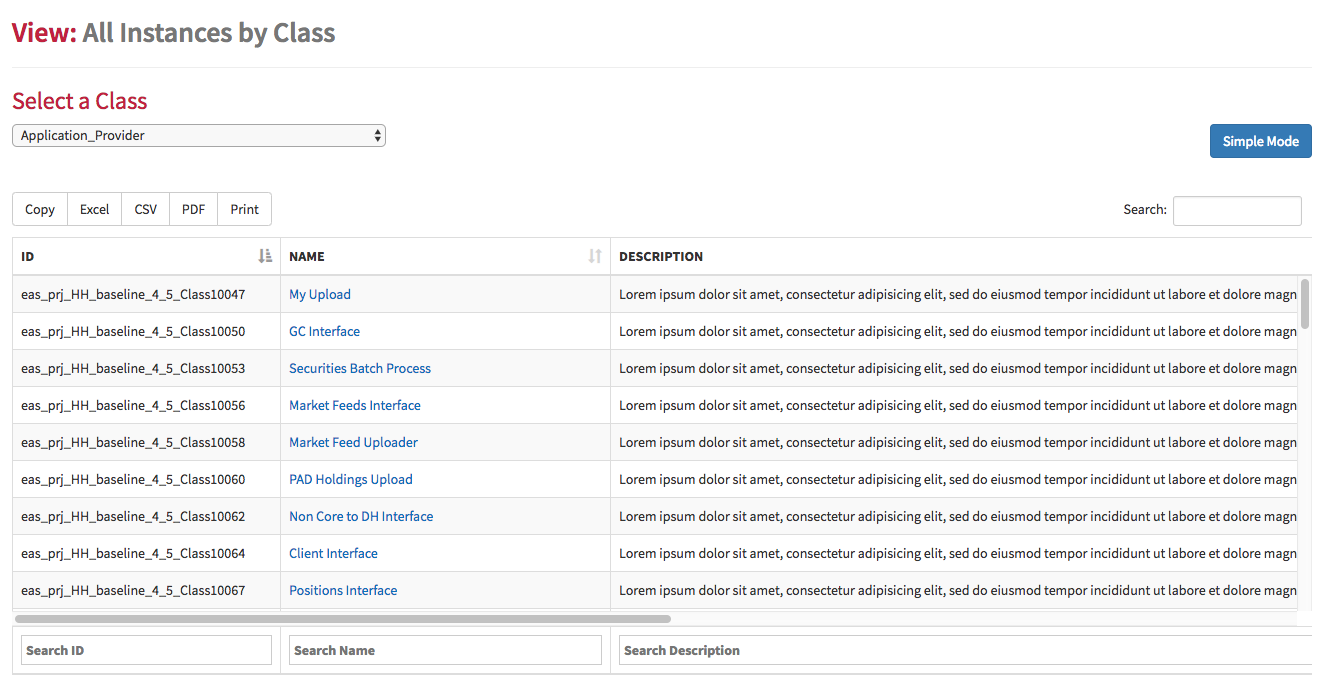 View: All Instances by Class
Select a Class
Application_Provider
Simple Mode
Copy Excel CSV PDF Print Search:
ID NAME DESCRIPTION
eas_prj_HH_baseline_4_5_Class10047 My Upload Lorem ipsum dolor sit amet, consectetur adipisicing elit, sed do eiusmod tempor incididunt ut labore et dolore magn
eas_prj_HH_baseline_4_5_Class10050 GC Interface Lorem ipsum dolor sit amet, consectetur adipisicing elit, sed do eiusmod tempor incididunt ut labore et dolore magn
eas_prj_HH_baseline_4_5_Class10053 Securities Batch Process Lorem ipsum dolor sit amet, consectetur adipisicing elit, sed do eiusmod tempor incididunt ut labore et dolore magn
eas_prj_HH_baseline_4_5_Class10056 Market Feeds Interface Lorem ipsum dolor sit amet, consectetur adipisicing elit, sed do eiusmod tempor incididunt ut labore et dolore magn
eas_prj_HH_baseline_4_5_Class10058 Market Feed Uploader Lorem ipsum dolor sit amet, consectetur adipisicing elit, sed do eiusmod tempor incididunt ut labore et dolore magn
eas_prj_HH_baseline_4_5_Class10060 PAD Holdings Upload Lorem ipsum dolor sit amet, consectetur adipisicing elit, sed do eiusmod tempor incididunt ut labore et dolore magn
eas_prj_HH_baseline_4_5_Class10062 Non Core to DH Interface Lorem ipsum dolor sit amet, consectetur adipisicing elit, sed do eiusmod tempor incididunt ut labore et dolore magn
eas_prj_HH_baseline_4_5_Class10064 Client Interface Lorem ipsum dolor sit amet, consectetur adipisicing elit, sed do eiusmod tempor incididunt ut labore et dolore magn
eas_prj_HH_baseline_4_5_Class10067 Positions Interface Lorem ipsum dolor sit amet, consectetur adipisicing elit, sed do eiusmod tempor incididunt ut labore et dolore magn
Search ID Search Name Search Description